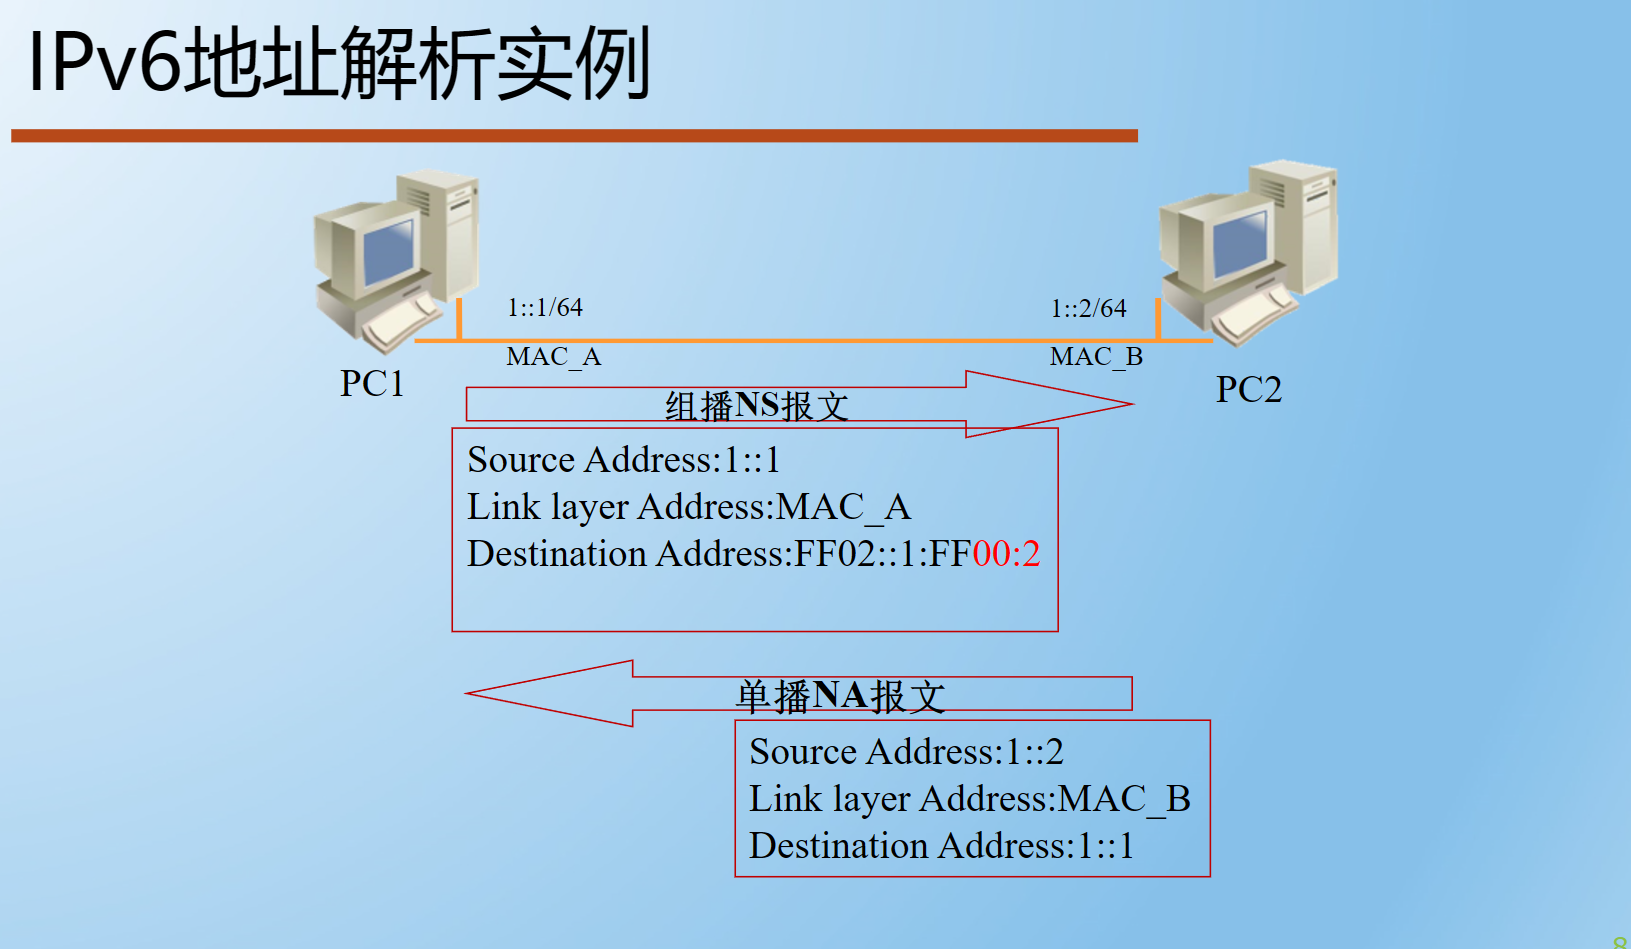 IPv6地址解析实例
1::1/64
1::2/64
MAC_A
MAC_B
PC1
PC2
组播NS报文
Source Address:1::1
Link layer Address:MAC_A
Destination Address:FF02::1:FF00:2
单播NA报文
Source Address:1::2
Link layer Address:MAC_B
Destination Address:1::1
8